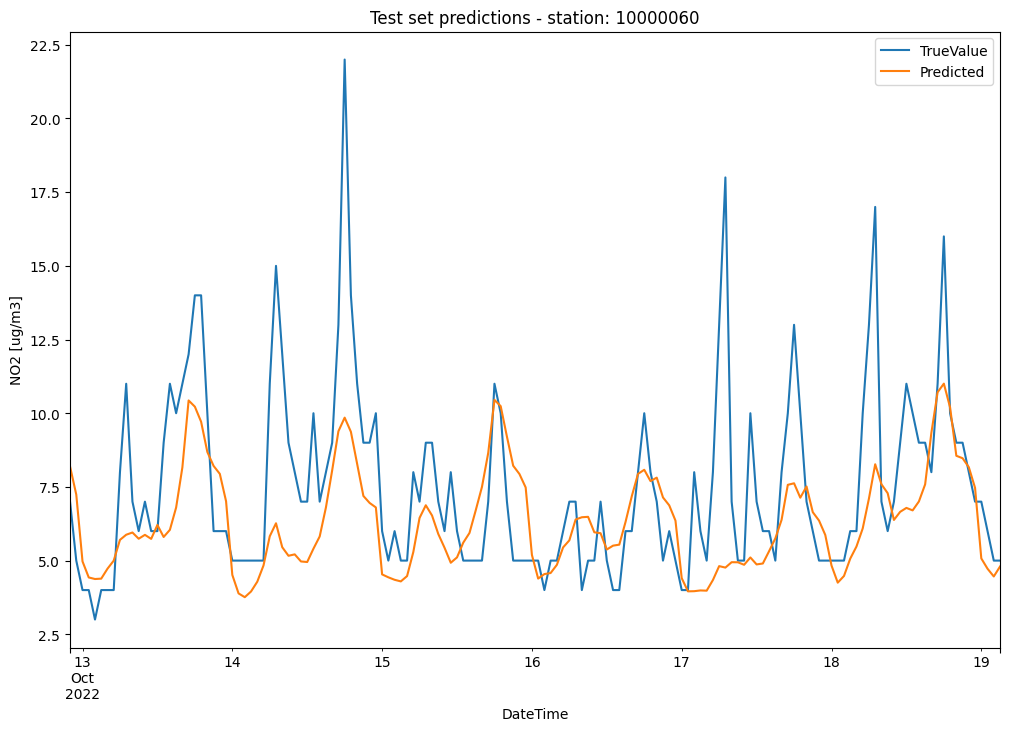 Test set predictions - station: 10000060
TrueValue
Predicted
NO2 [ug/m3]
22.5
20.0
17.5
15.0
12.5
10.0
7.5
5.0
2.5
13
Oct
2022
14
15
16
17
18
19
DateTime